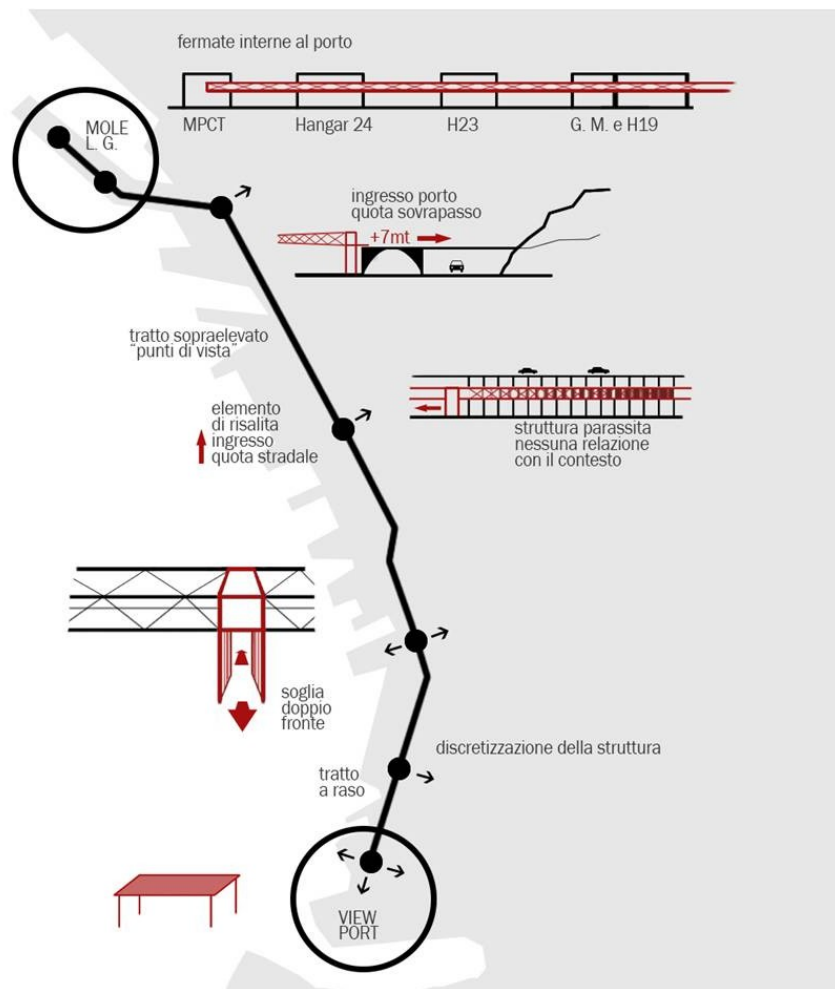 fermate interne al porto
MPCT
Hangar 24
H23
G. M. e H19
MOLE
L. G.
ingresso porto
quota sovrapasso
+7mt
tratto sopraelevato
"punti di vista"
elemento
di risalita
ingresso
quota stradale
struttura parassita
nessuna relazione
con il contesto
soglia
doppio
fronte
discretizzazione della struttura
tratto
a raso
VIEW
PORT